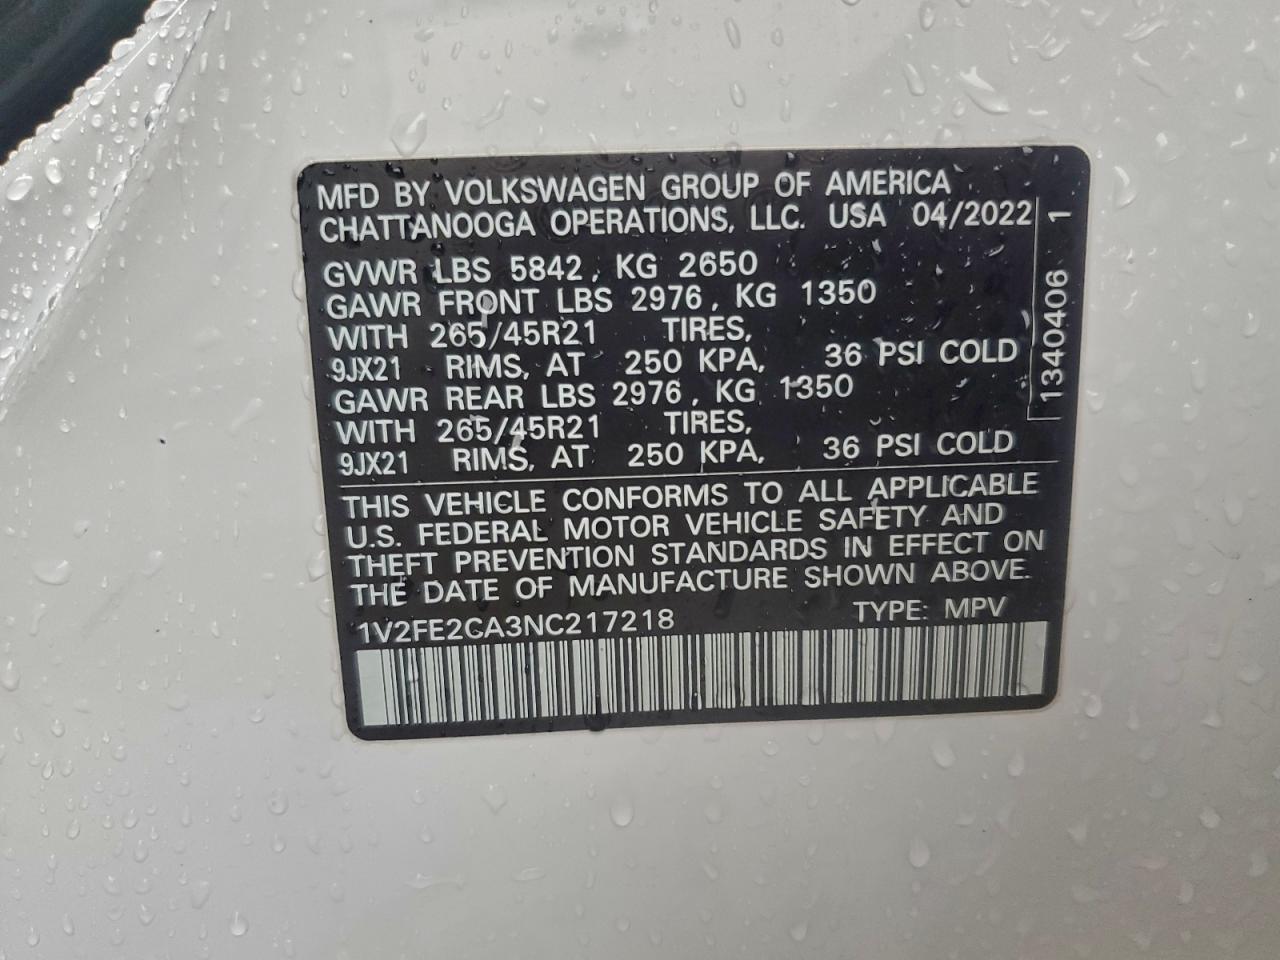 MFD BY VOLKSWAGEN GROUP OF AMERICA
CHATTANOOGA OPERATIONS, LLC. USA 04/2022
GVWR LBS 5842, KG 2650
GAWR FRONT LBS 2976, KG 1350
WITH 265/45R21 TIRES,
9JX21 RIMS, AT 250 KPA, 36 PSI COLD
GAWR REAR LBS 2976, KG 1350
WITH 265/45R21 TIRES,
9JX21 RIMS, AT 250 KPA, 36 PSI COLD
1340406 1
THIS VEHICLE CONFORMS TO ALL APPLICABLE
U.S. FEDERAL MOTOR VEHICLE SAFETY AND
THEFT PREVENTION STANDARDS IN EFFECT ON
THE DATE OF MANUFACTURE SHOWN ABOVE.
1V2FE2CA3NC217218 TYPE: MPV